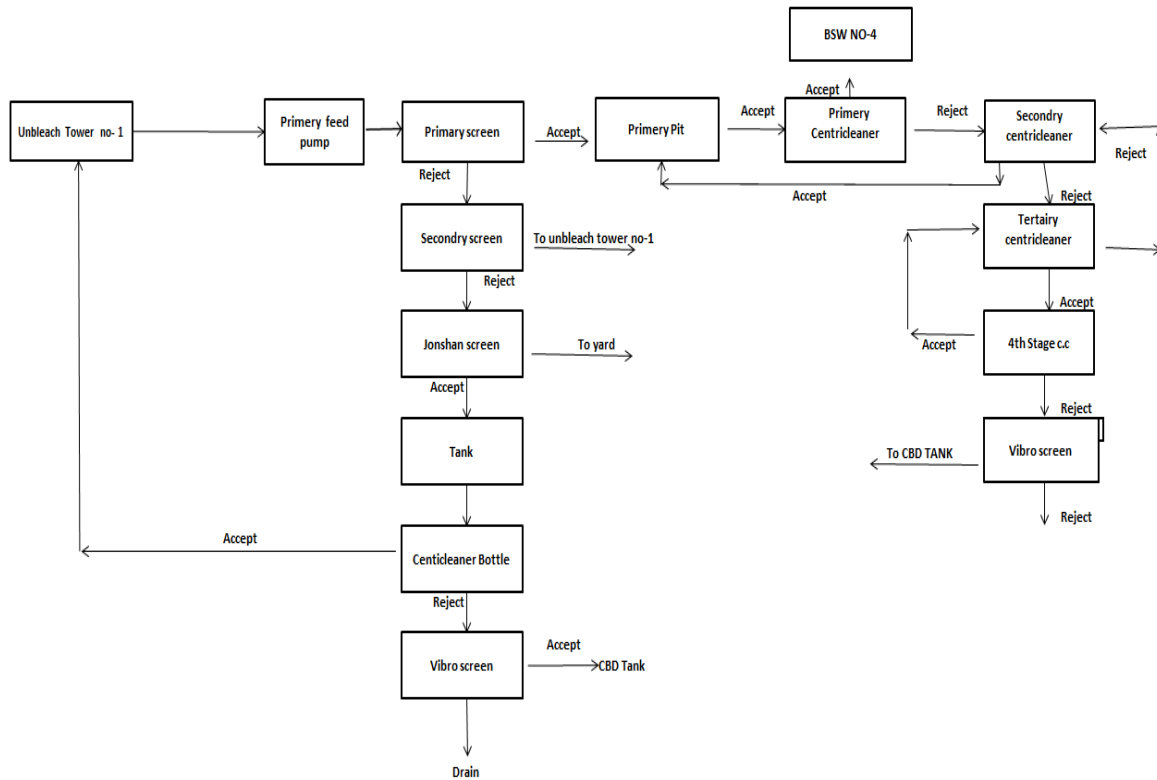 BSW NO-4
Accept
Unbleach Tower no- 1
Primery feed
pump
Primary screen
Accept
Primery Pit
Accept
Primery
Centricleaner
Reject
Secondry
centricleaner
Reject
Reject
Accept
Reject
Secondry screen
To unbleach tower no-1
Tertairy
centricleaner
Reject
Accept
Jonshan screen
To yard
Accept
4th Stage c.c
Accept
Reject
Tank
Vibro screen
To CBD TANK
Reject
Accept
Centicleaner Bottle
Reject
Vibro screen
Accept
CBD Tank
Drain